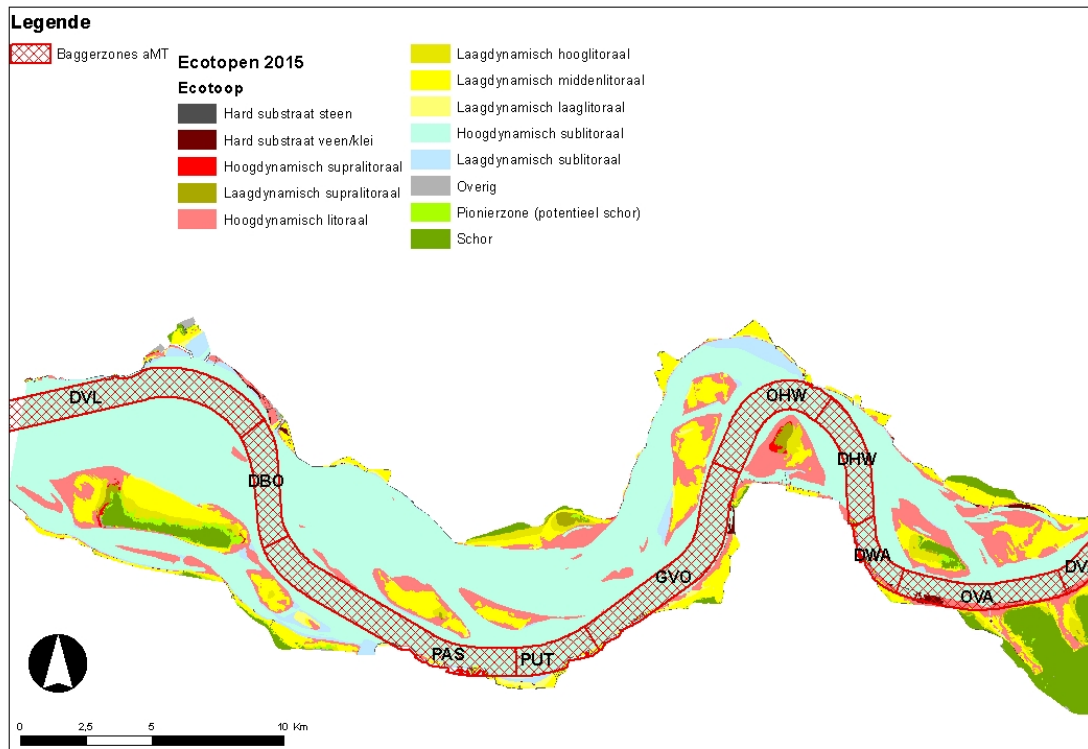 Legende
Baggerzones aMT
Ecotopen 2015
Ecotoop
Hard substraat steen
Hard substraat veen/klei
Hoogdynamisch supralitoraal
Laagdynamisch supralitoraal
Hoogdynamisch litoraal
Laagdynamisch hooglitoraal
Laagdynamisch middenlitoraal
Laagdynamisch laaglitoraal
Hoogdynamisch sublitoraal
Laagdynamisch sublitoraal
Overig
Pionierzone (potentieel schor)
Schor
DVL
OHW
DBO
DHW
DWA
GVO
DV
OVA
PAS
PUT
0 2,5 5 10 Km